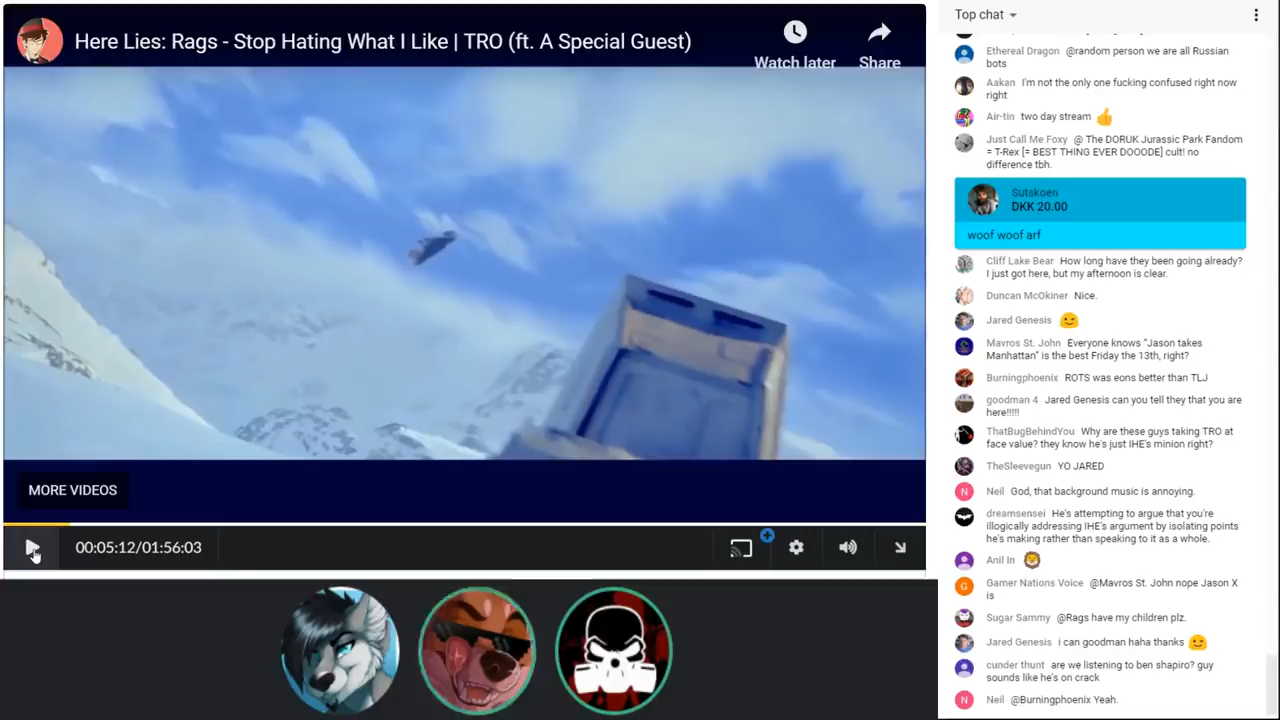 Here Lies: Rags - Stop Hating What I Like | TRO (ft. A Special Guest)
Watch later
Share
MORE VIDEOS
00:05:12/01:56:03
Top chat
Ethereal Dragon @random person we are all Russian
bots
Aakan I'm not the only one fucking confused right now
right
Air-tin two day stream 👍
Just Call Me Foxy @ The DORUK Jurassic Park Fandom
= T-Rex [= BEST THING EVER DOOODE] cult! no
difference tbh.
Sutskoen
DKK 20.00
woof woof arf
Cliff Lake Bear How long have they been going already?
I just got here, but my afternoon is clear.
Duncan McOkiner Nice.
Jared Genesis 😉
Mavros St. John Everyone knows "Jason takes
Manhattan" is the best Friday the 13th, right?
Burningphoenix ROTS was eons better than TLJ
goodman 4 Jared Genesis can you tell they that you are
here!!!!!
ThatBugBehindYou Why are these guys taking TRO at
face value? they know he's just IHE's minion right?
TheSleevegun YO JARED
N
Neil God, that background music is annoying.
dreamsensei He's attempting to argue that you're
illogically addressing IHE's argument by isolating points
he's making rather than speaking to it as a whole.
Anil In 🦁
G
Gamer Nations Voice @Mavros St. John nope Jason X
is
Sugar Sammy @Rags have my children plz.
Jared Genesis i can goodman haha thanks 😉
cunder thunt are we listening to ben shapiro? guy
sounds like he's on crack
N
Neil @Burningphoenix Yeah.